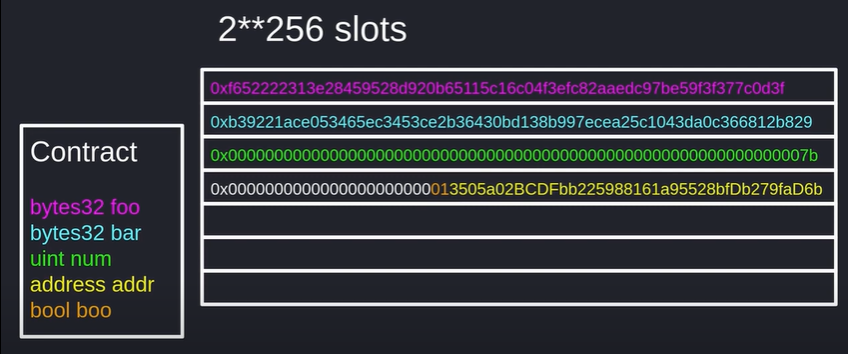 2**256 slots
0xf652222313e28459528d920b65115c16c04f3efc82aaedc97be59f3f377c0d3f
0xb39221ace053465ec3453ce2b36430bd138b997ecea25c1043da0c366812b829
0x000000000000000000000000000000000000000000000000000000000000007b
0x0000000000000000000000013505a02BCDFbb225988161a95528bfDb279faD6b
Contract
bytes32 foo
bytes32 bar
uint num
address addr
bool boo